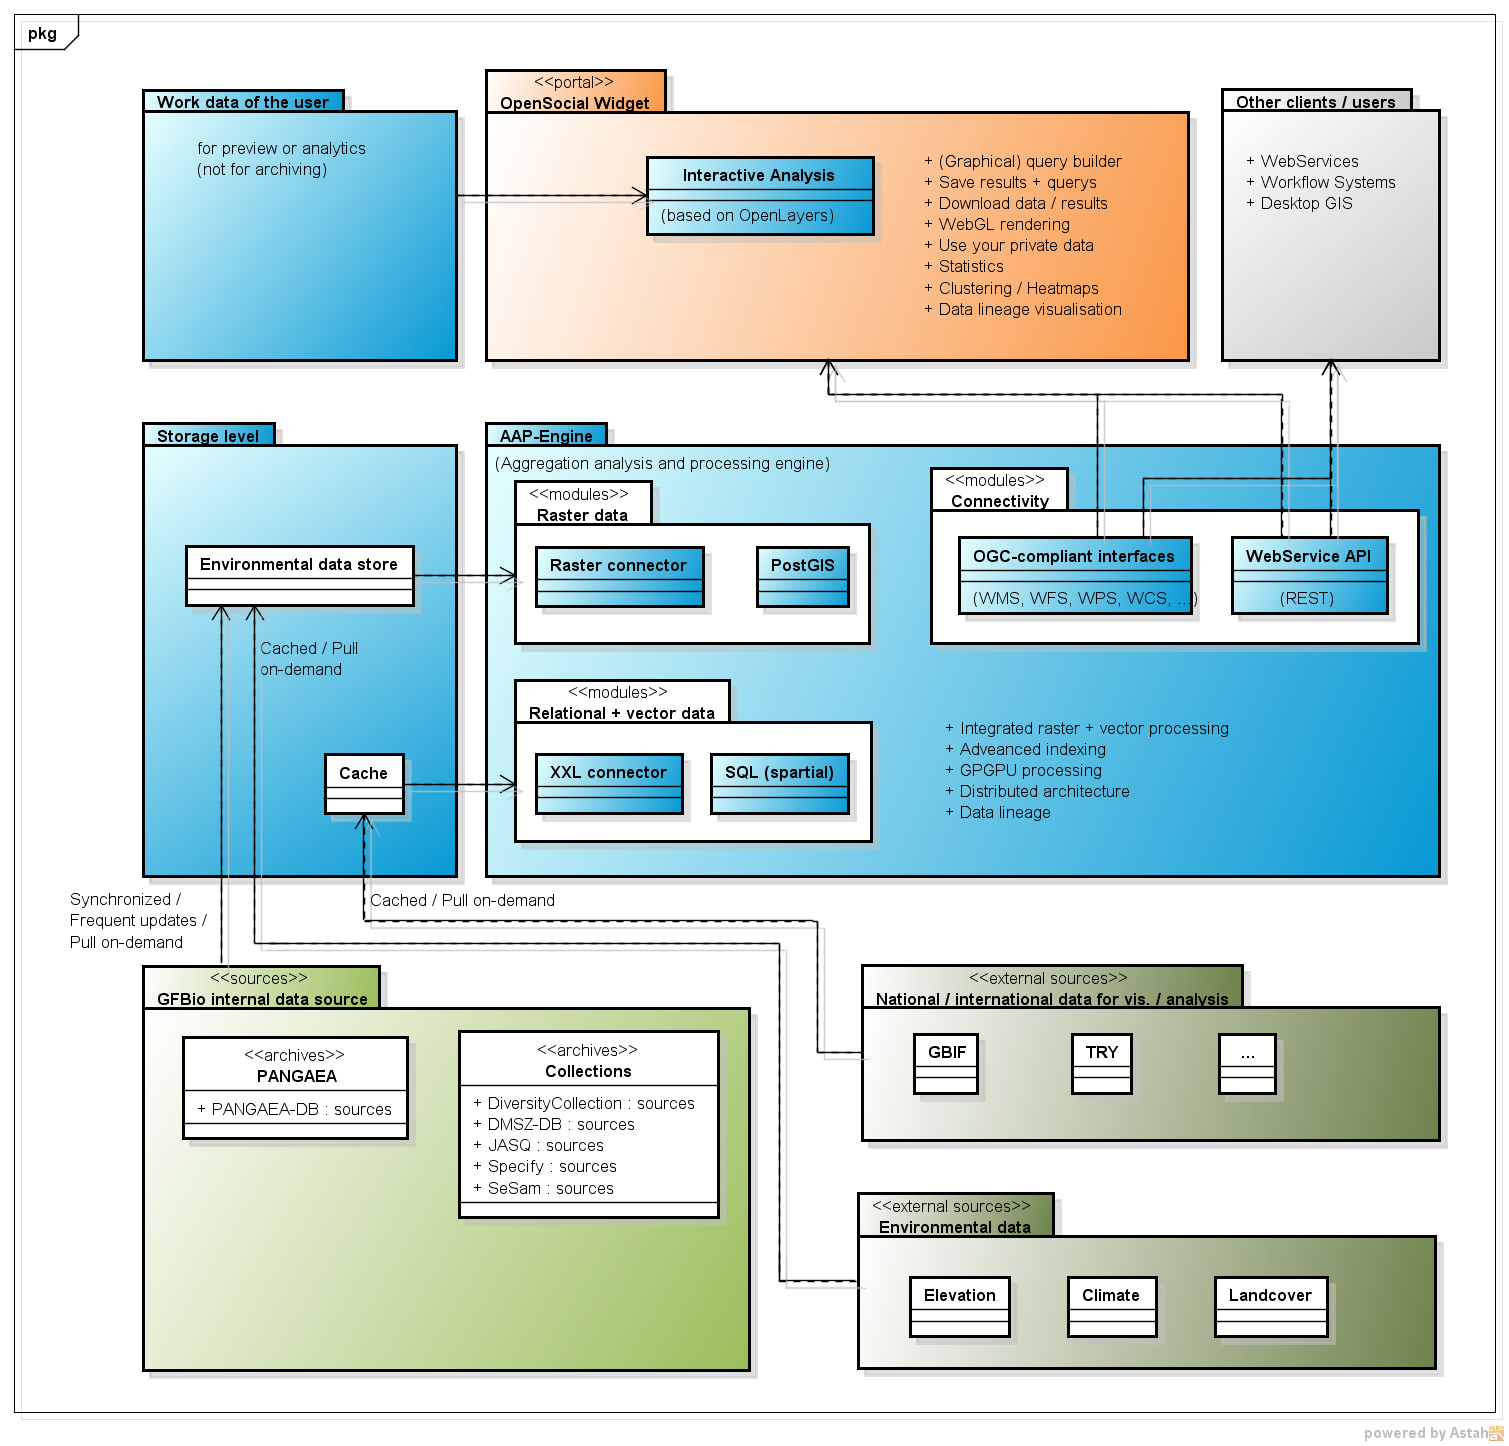 pkg
Work data of the user
for preview or analytics
(not for archiving)
<<portal>>
OpenSocial Widget
Interactive Analysis
(based on OpenLayers)
+ (Graphical) query builder
+ Save results + querys
+ Download data / results
+ WebGL rendering
+ Use your private data
+ Statistics
+ Clustering / Heatmaps
+ Data lineage visualisation
Other clients / users
+ WebServices
+ Workflow Systems
+ Desktop GIS
Storage level
Environmental data store
Cached / Pull
on-demand
Cache
AAP-Engine
(Aggregation analysis and processing engine)
<<modules>>
Raster data
Raster connector
PostGIS
<<modules>>
Connectivity
OGC-compliant interfaces
(WMS, WFS, WPS, WCS, ...)
WebService API
(REST)
<<modules>>
Relational + vector data
XXL connector
SQL (spartial)
+ Integrated raster + vector processing
+ Adveanced indexing
+ GPGPU processing
+ Distributed architecture
+ Data lineage
Synchronized /
Frequent updates /
Pull on-demand
Cached / Pull on-demand
<<sources>>
GFBio internal data source
<<archives>>
PANGAEA
+ PANGAEA-DB : sources
<<archives>>
Collections
+ DiversityCollection : sources
+ DMSZ-DB : sources
+ JASQ : sources
+ Specify : sources
+ SeSam : sources
<<external sources>>
National / international data for vis. / analysis
GBIF
TRY
...
<<external sources>>
Environmental data
Elevation
Climate
Landcover
powered by Astah